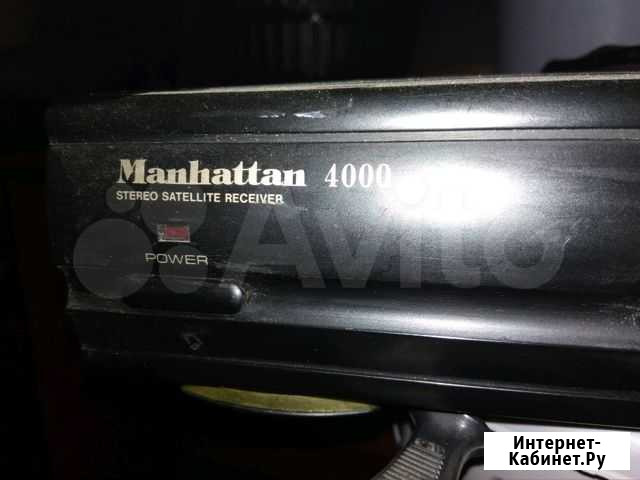 Manhattan 4000
STEREO SATELLITE RECEIVER
POWER
Avito
Интернет-
Кабинет.Ру